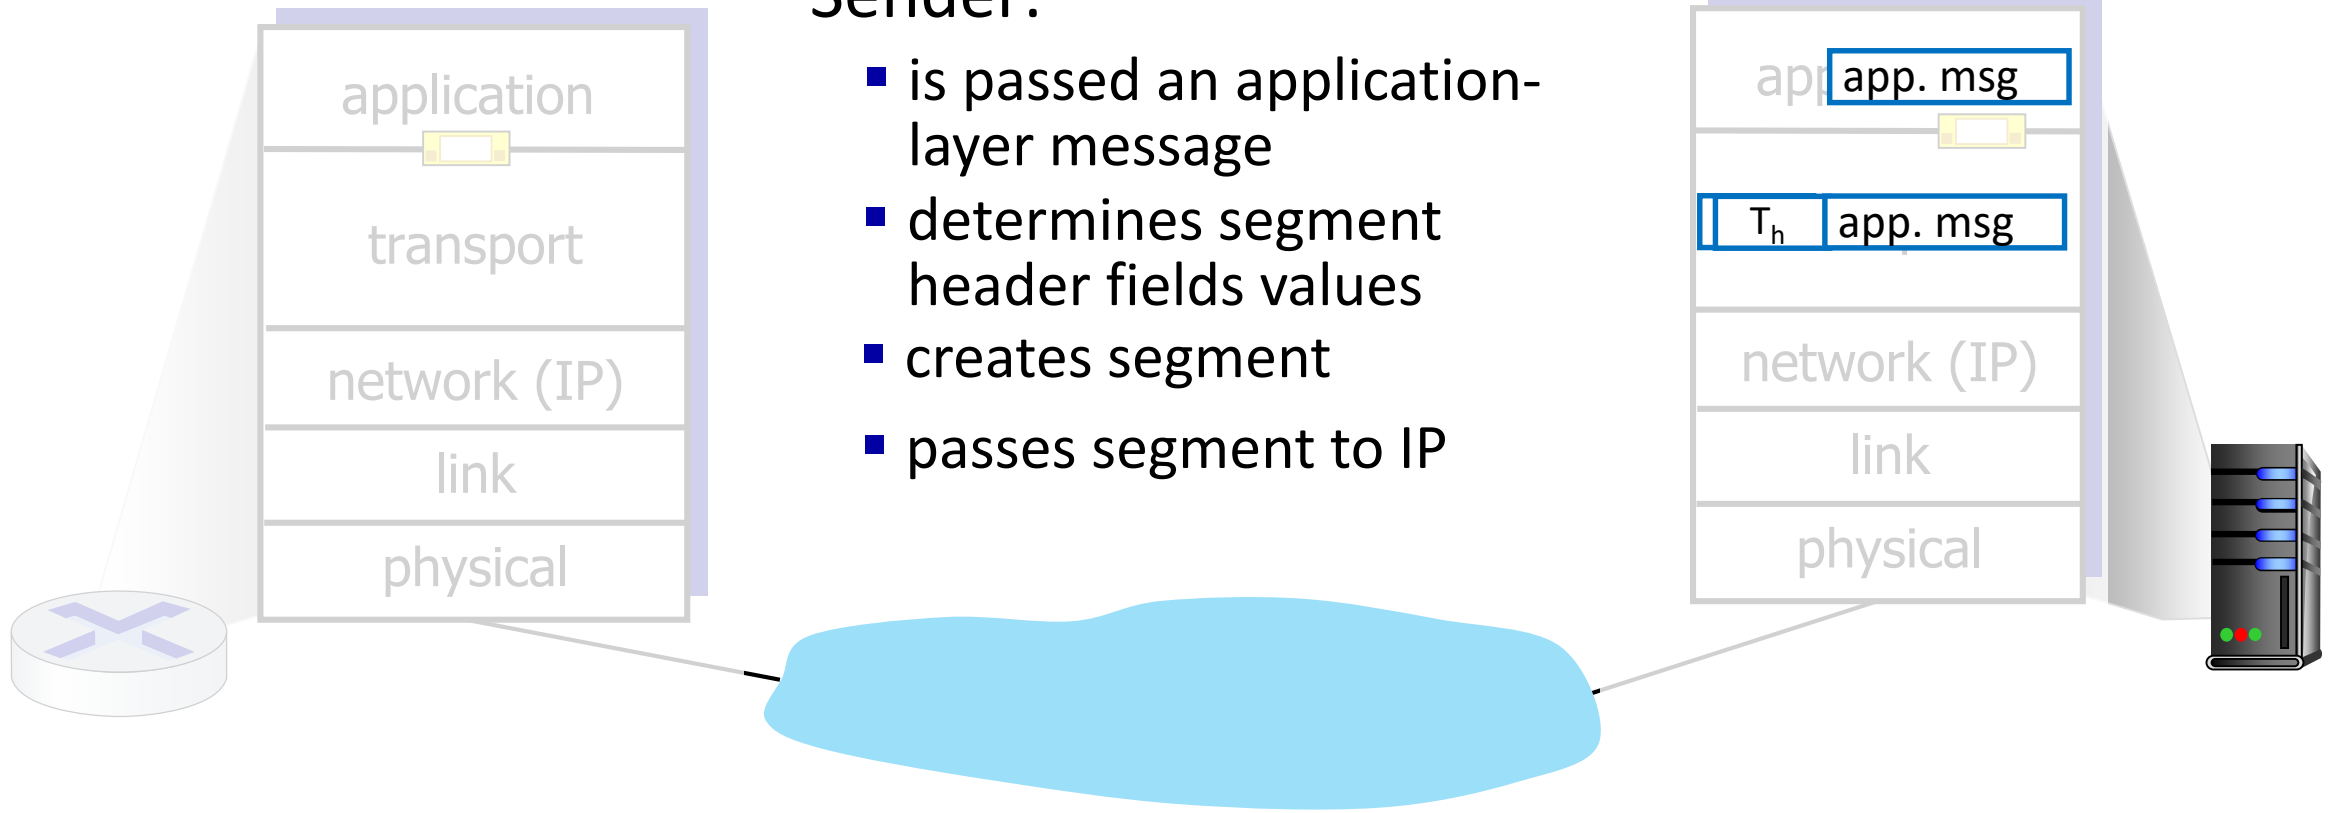 application
transport
network (IP)
link
physical
Sender:
is passed an application-
layer message
determines segment
header fields values
creates segment
passes segment to IP
app. msg
Th app. msg
network (IP)
link
physical